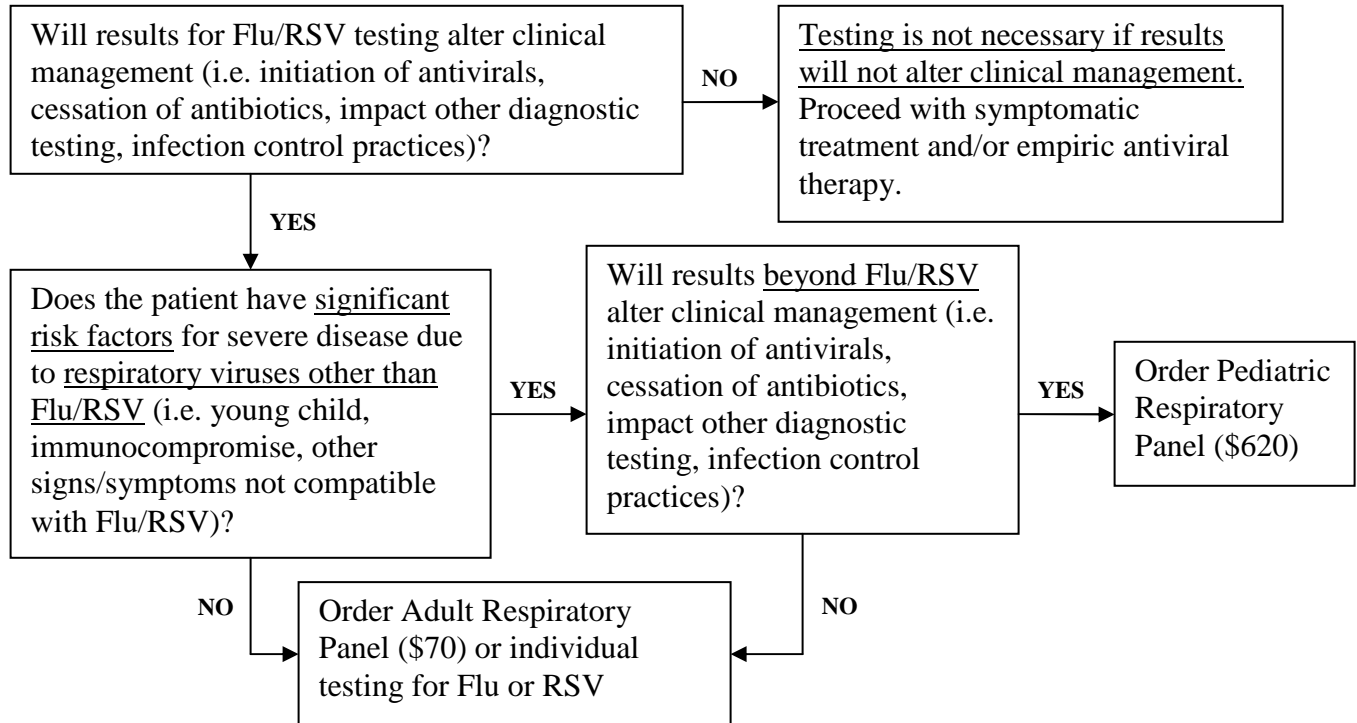 Will results for Flu/RSV testing alter clinical
management (i.e. initiation of antivirals,
cessation of antibiotics, impact other diagnostic
testing, infection control practices)?
NO
Testing is not necessary if results
will not alter clinical management.
Proceed with symptomatic
treatment and/or empiric antiviral
therapy.
YES
Does the patient have significant
risk factors for severe disease due
to respiratory viruses other than
Flu/RSV (i.e. young child,
immunocompromise, other
signs/symptoms not compatible
with Flu/RSV)?
YES
Will results beyond Flu/RSV
alter clinical management (i.e.
initiation of antivirals,
cessation of antibiotics,
impact other diagnostic
testing, infection control
practices)?
YES
Order Pediatric
Respiratory
Panel ($620)
NO
Order Adult Respiratory
Panel ($70) or individual
testing for Flu or RSV
NO